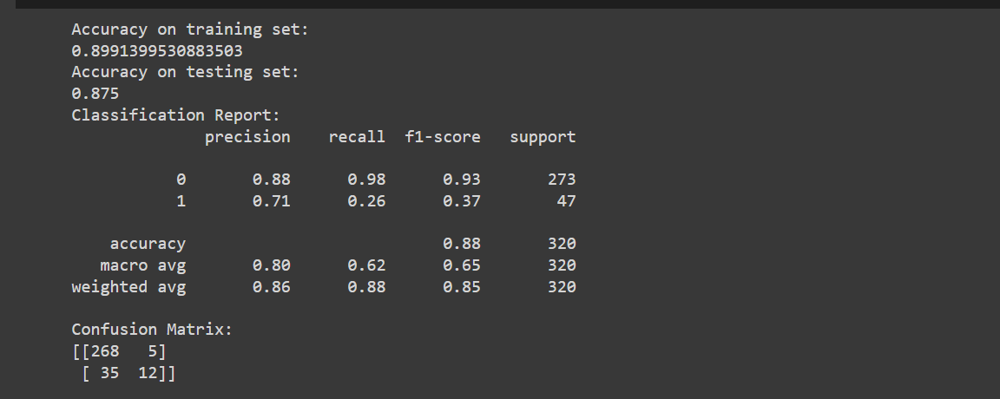 Accuracy on training set:
0.8991399530883503
Accuracy on testing set:
0.875
Classification Report:
              precision    recall  f1-score   support

           0       0.88      0.98      0.93       273
           1       0.71      0.26      0.37        47

    accuracy                           0.88       320
   macro avg       0.80      0.62      0.65       320
weighted avg       0.86      0.88      0.85       320

Confusion Matrix:
[[268   5]
 [ 35  12]]